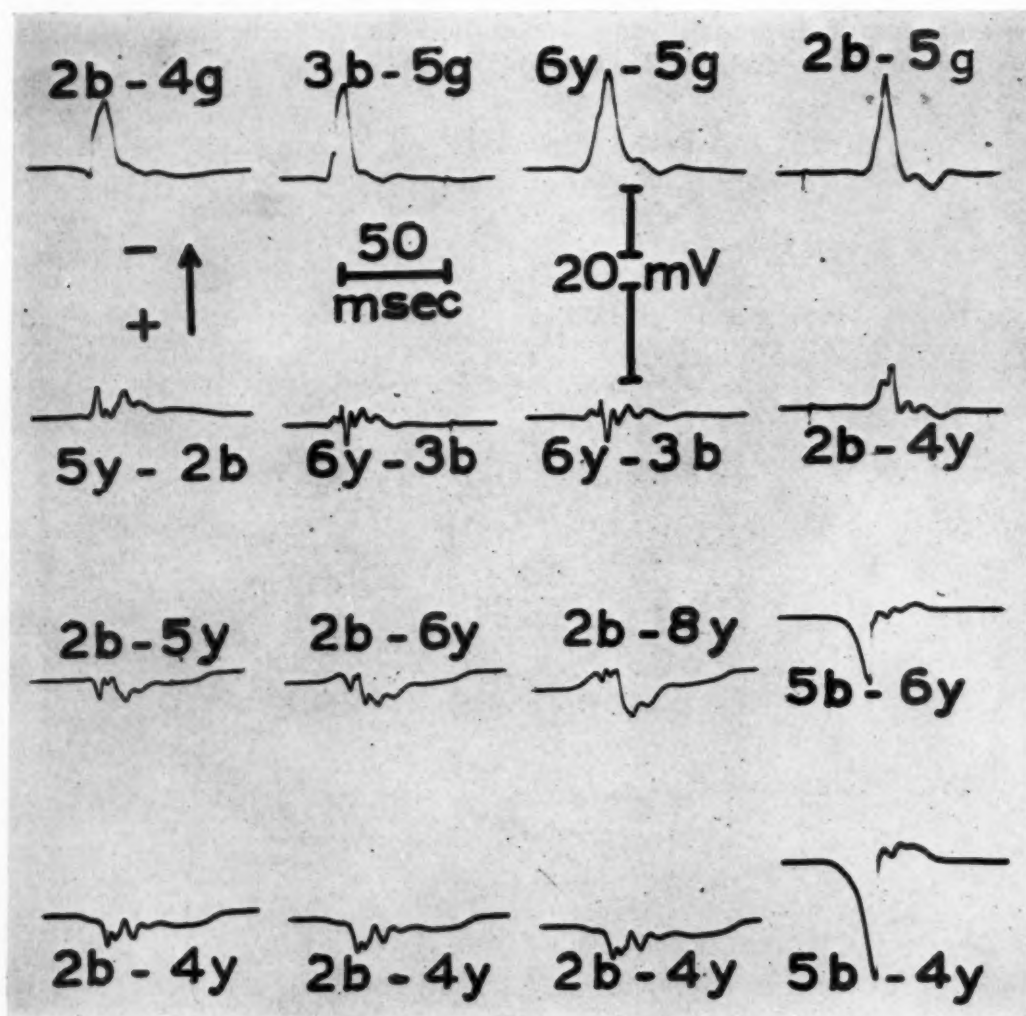 2b - 4g 3b - 5g 6y - 5g 2b - 5g
−
+
50
msec
20 mV
5y - 2b 6y - 3b 6y - 3b 2b - 4y
2b - 5y 2b - 6y 2b - 8y 5b - 6y
2b - 4y 2b - 4y 2b - 4y 5b - 4y